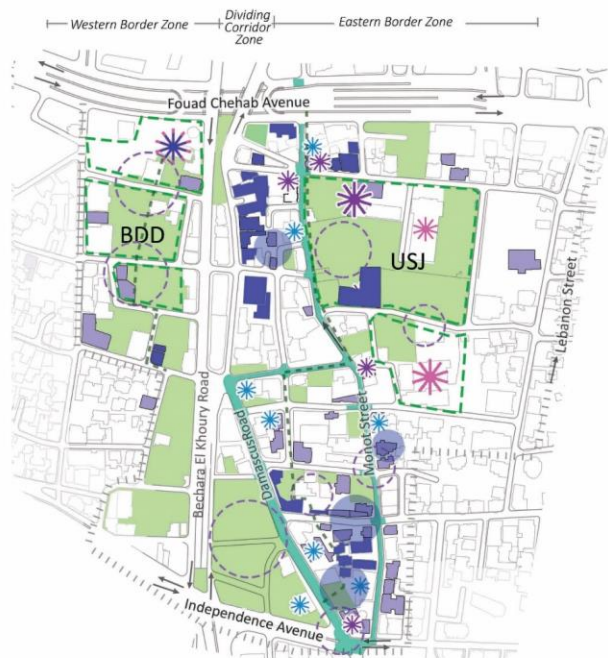 Western Border Zone
Dividing
Corridor
Zone
Eastern Border Zone
Fouad Chehab Avenue
BDD
USJ
Lebanon Street
Bechara El Khoury Road
DamascusRoad
Monot Street
Independence Avenue